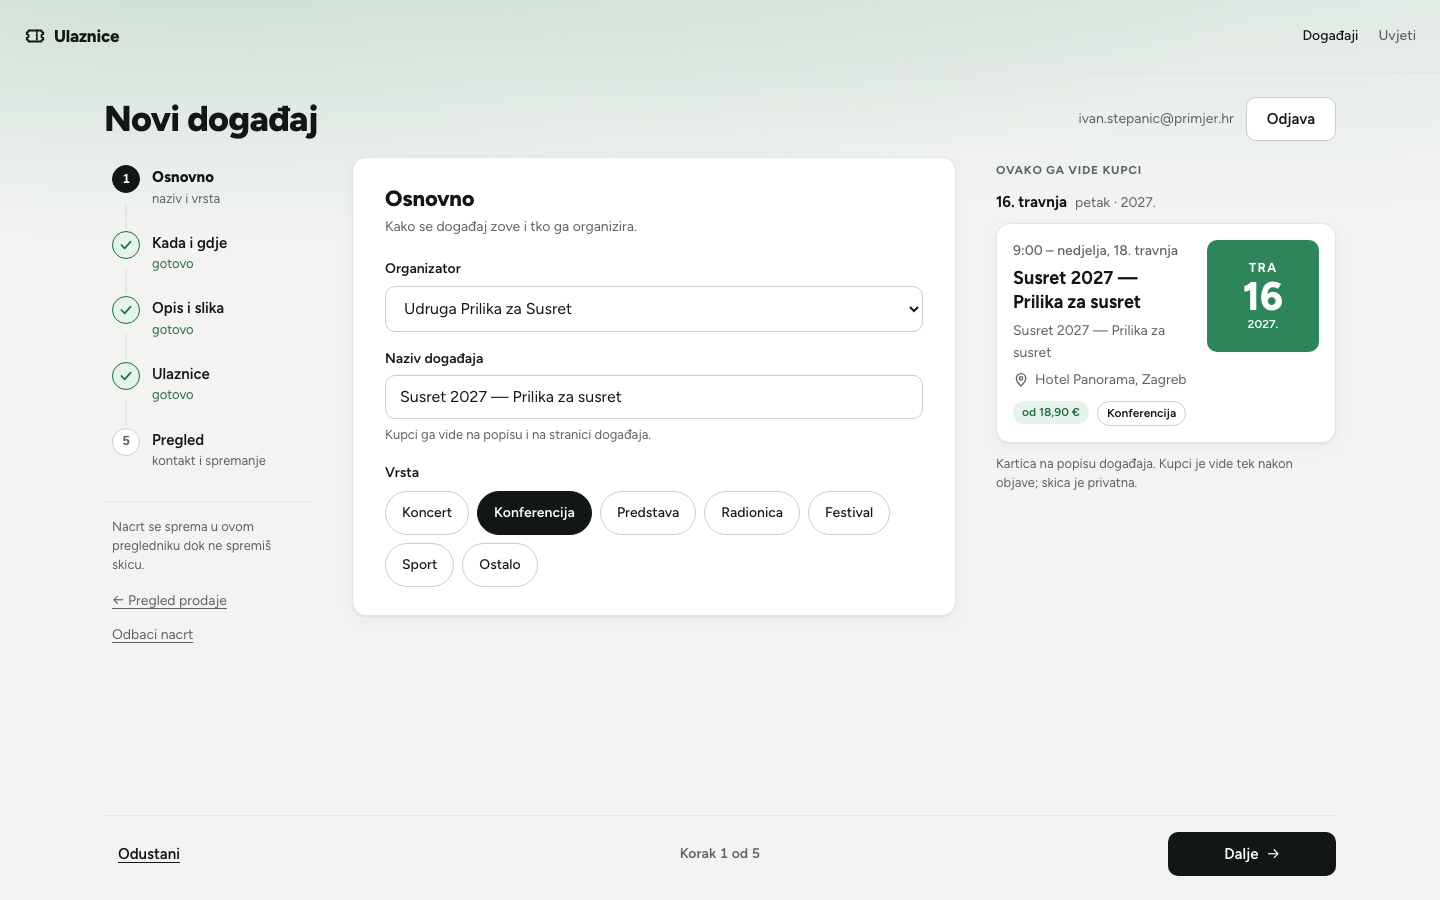 Ulaznice
Događaji
Uvjeti
Novi događaj
ivan.stepanic@primjer.hr
Odjava
1
Osnovno
naziv i vrsta
Kada i gdje
gotovo
Opis i slika
gotovo
Ulaznice
gotovo
5
Pregled
kontakt i spremanje
Nacrt se sprema u ovom
pregledniku dok ne spremiš
skicu.
← Pregled prodaje
Odbaci nacrt
Osnovno
Kako se događaj zove i tko ga organizira.
Organizator
Udruga Prilika za Susret
Naziv događaja
Susret 2027 — Prilika za susret
Kupci ga vide na popisu i na stranici događaja.
Vrsta
Koncert
Konferencija
Predstava
Radionica
Festival
Sport
Ostalo
OVAKO GA VIDE KUPCI
16. travnja petak · 2027.
9:00 – nedjelja, 18. travnja
Susret 2027 —
Prilika za susret
Susret 2027 — Prilika za
susret
Hotel Panorama, Zagreb
od 18,90 €
Konferencija
TRA
16
2027.
Kartica na popisu događaja. Kupci je vide tek nakon
objave; skica je privatna.
Odustani
Korak 1 od 5
Dalje →